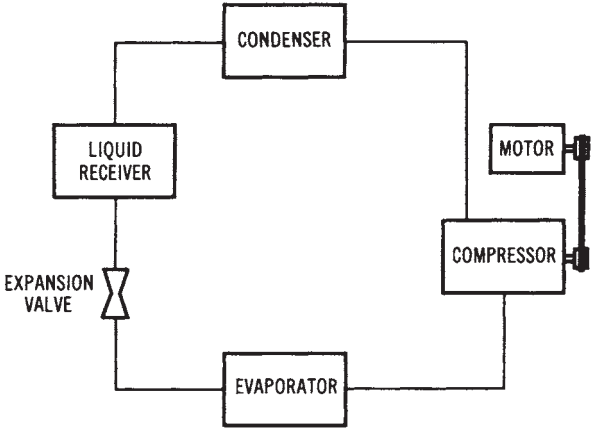 CONDENSER
LIQUID
RECEIVER
MOTOR
COMPRESSOR
EXPANSION
VALVE
EVAPORATOR